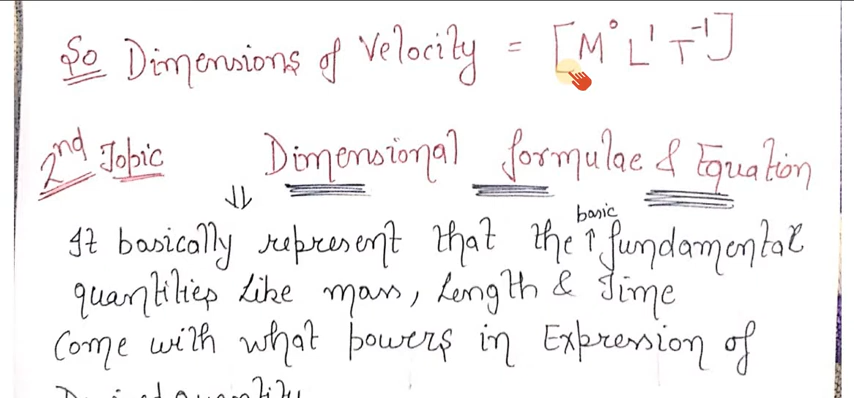 So Dimensions of Velocity = [M⁰ L¹ T⁻¹]
2nd Topic Dimensional formulae & Equation
⇓
It basically represent that the ↑ basic fundamental
quantities like mass, Length & Time
Come with what powers in Expression of